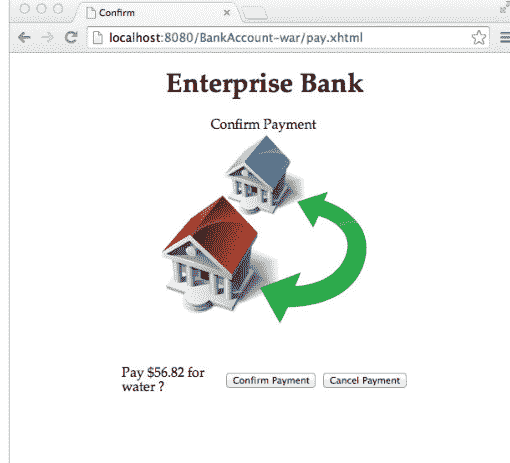 Confirm
localhost:8080/BankAccount-war/pay.xhtml
Enterprise Bank
Confirm Payment
Pay $56.82 for
water ?
Confirm Payment Cancel Payment